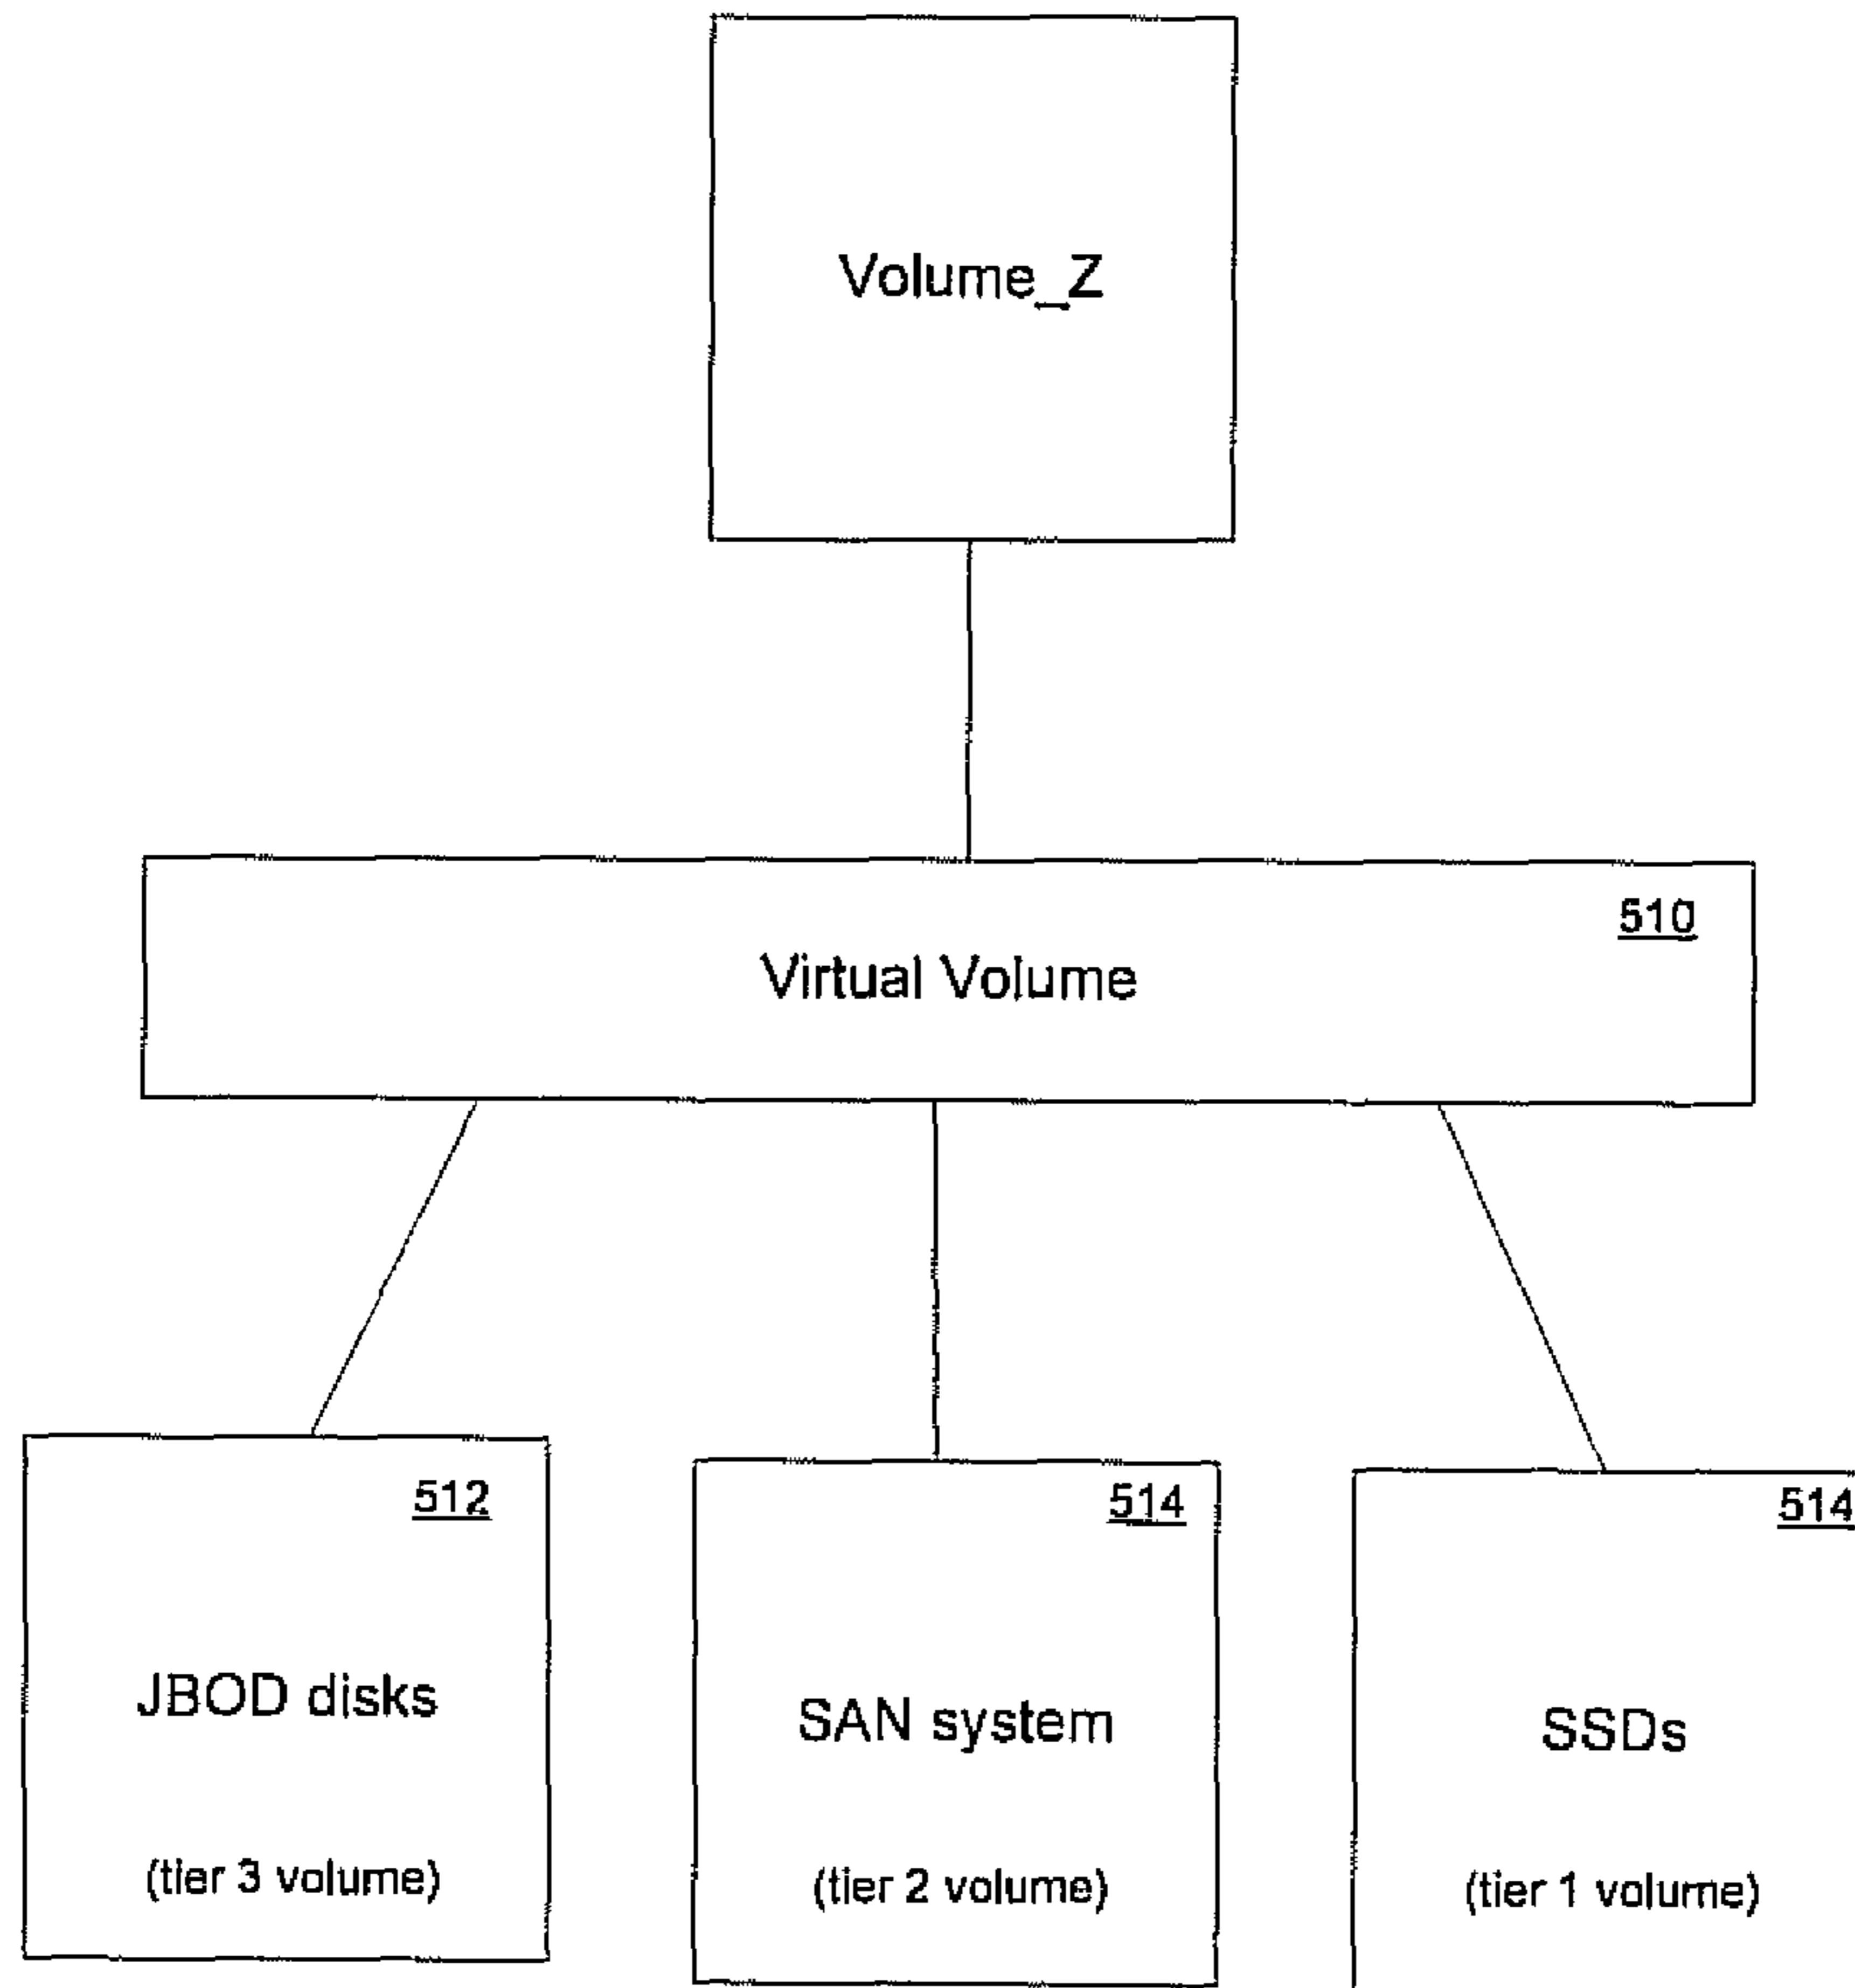 Volume_Z
510
Virtual Volume
512
JBOD disks
(tier 3 volume)
514
SAN system
(tier 2 volume)
514
SSDs
(tier 1 volume)